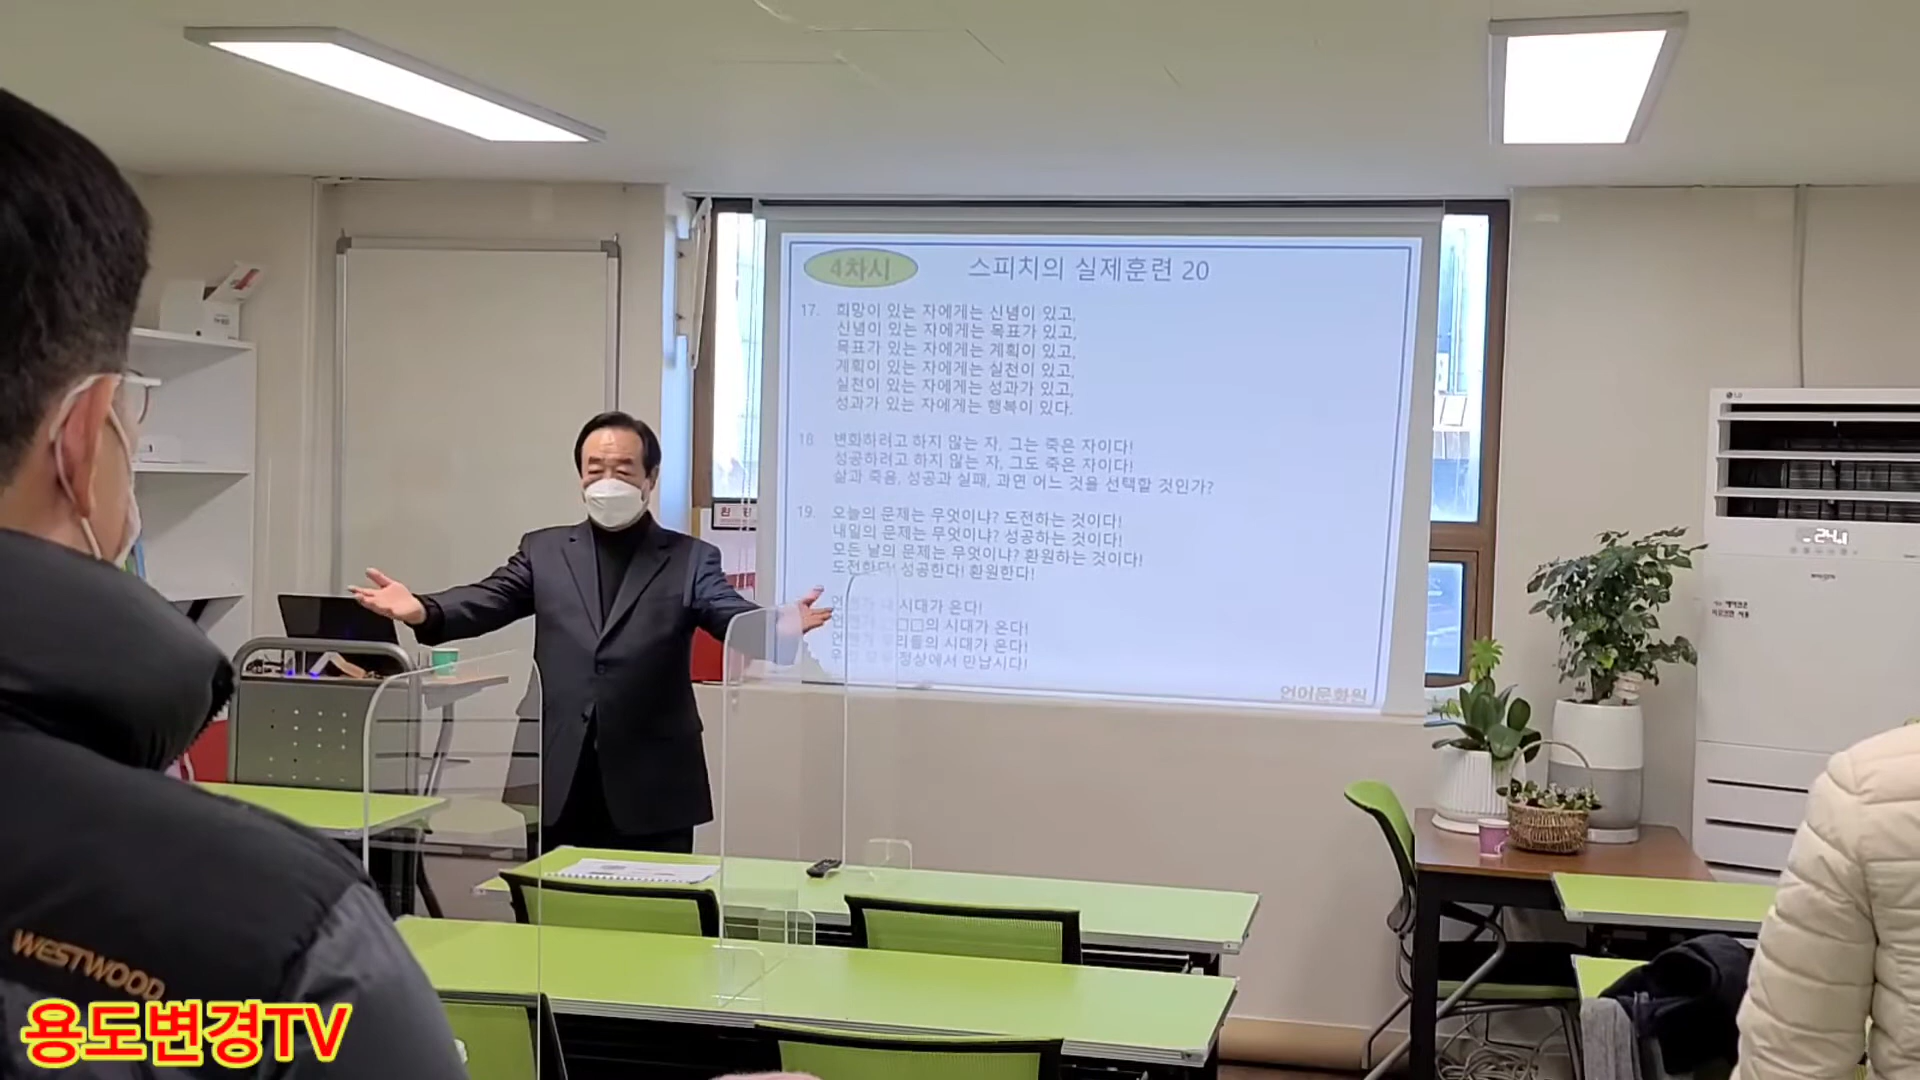 4차시
스피치의 실제훈련 20
17. 희망이 있는 자에게는 신념이 있고,
신념이 있는 자에게는 목표가 있고,
목표가 있는 자에게는 계획이 있고,
계획이 있는 자에게는 실천이 있고,
실천이 있는 자에게는 성과가 있고,
성과가 있는 자에게는 행복이 있다.
18. 변화하려고 하지 않는 자, 그는 죽은 자이다!
성공하려고 하지 않는 자, 그도 죽은 자이다!
삶과 죽음, 성공과 실패, 과연 어느 것을 선택할 것인가?
19. 오늘의 문제는 무엇이냐? 도전하는 것이다!
내일의 문제는 무엇이냐? 성공하는 것이다!
모든 날의 문제는 무엇이냐? 환원하는 것이다!
도전한다! 성공한다! 환원한다!
시대가 온다!
□□의 시대가 온다!
시대가 온다!
정상에서 만납시다!
언어문화원
LG
24
WESTWOOD
용도변경TV